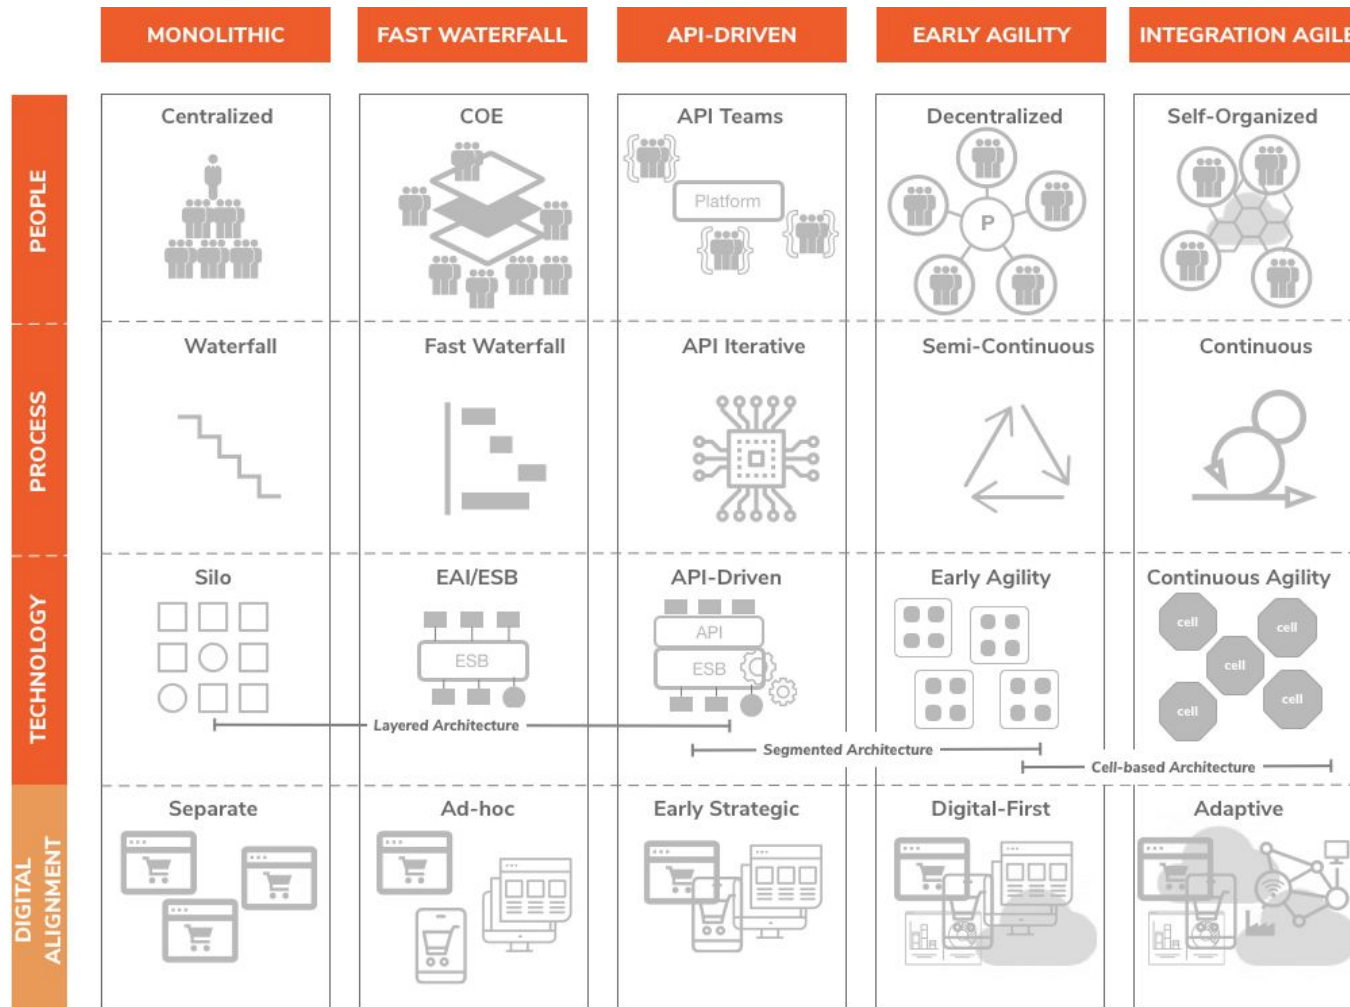 MONOLITHIC
FAST WATERFALL
API-DRIVEN
EARLY AGILITY
INTEGRATION AGILE
PEOPLE
Centralized
COE
API Teams
Platform
Decentralized
P
Self-Organized
PROCESS
Waterfall
Fast Waterfall
API Iterative
Semi-Continuous
Continuous
TECHNOLOGY
Silo
EAI/ESB
ESB
API-Driven
API
ESB
Early Agility
Continuous Agility
cell
cell
cell
cell
cell
Layered Architecture
Segmented Architecture
Cell-based Architecture
DIGITAL
ALIGNMENT
Separate
Ad-hoc
Early Strategic
Digital-First
Adaptive